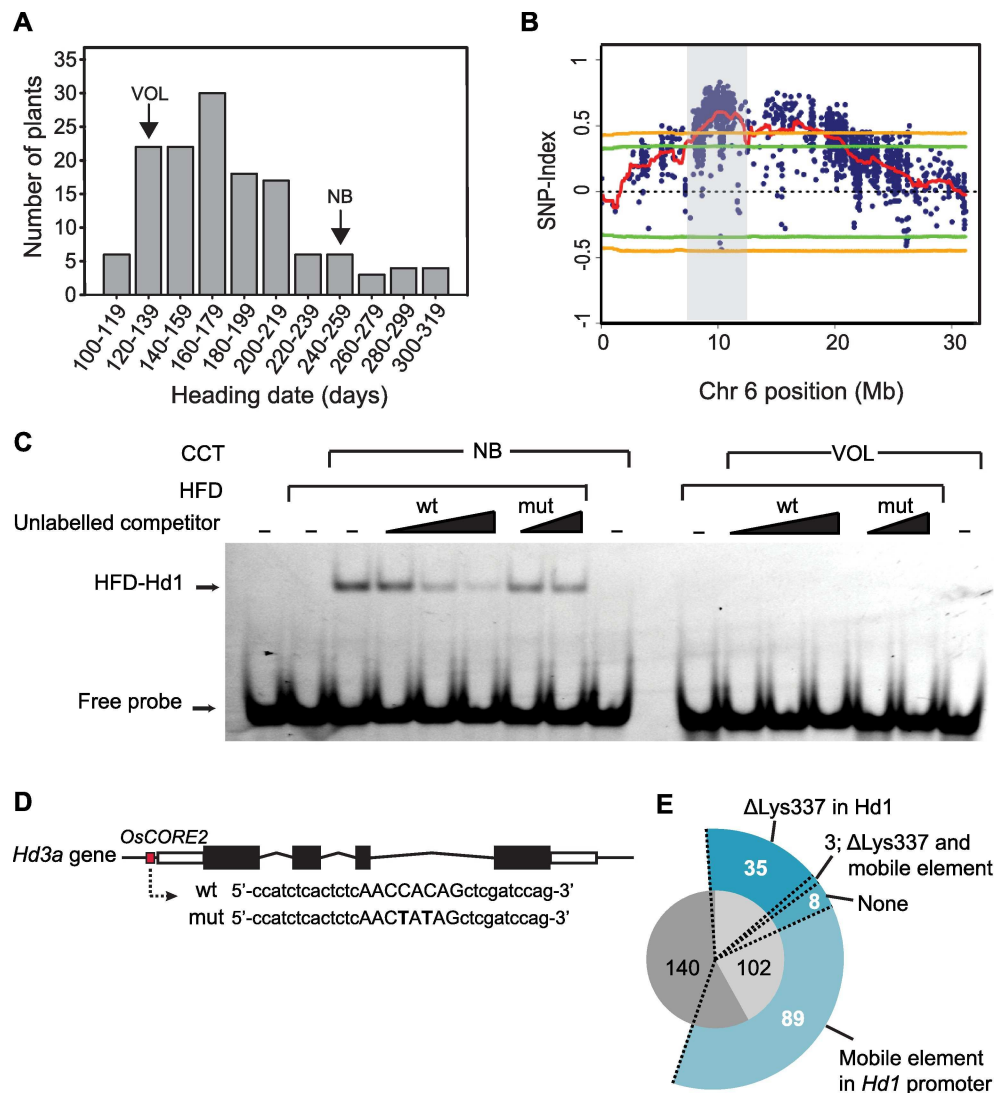 A
Number of plants
35
30
25
20
15
10
5
0
VOL
NB
100-119
120-139
140-159
160-179
180-199
200-219
220-239
240-259
260-279
280-299
300-319
Heading date (days)
B
SNP-Index
1
0.5
0
-0.5
-1
0
10
20
30
Chr 6 position (Mb)
C
CCT
NB
VOL
HFD
Unlabelled competitor
– – – wt mut – – wt mut –
HFD-Hd1
Free probe
D
OsCORE2
Hd3a gene
wt 5'-ccatctcactctcAACCACAGctcgatccag-3'
mut 5'-ccatctcactctcAACTATAGctcgatccag-3'
E
ΔLys337 in Hd1
3; ΔLys337 and
mobile element
None
35
8
140
102
89
Mobile element
in Hd1 promoter